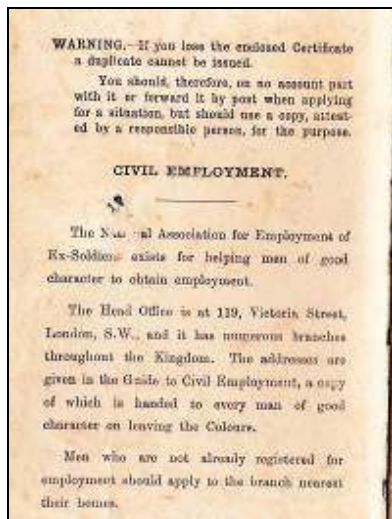 WARNING.—If you lose the enclosed Certificate
a duplicate cannot be issued.
You should, therefore, on no account part
with it or forward it by post when applying
for a situation, but should use a copy, attest-
ed by a responsible person, for the purpose.
CIVIL EMPLOYMENT.
The Association for Employment of
Ex-Soldiers exists for helping men of good
character to obtain employment.
The Head Office is at 119, Victoria Street,
London, S.W., and it has numerous branches
throughout the Kingdom. The addresses are
given in the Guide to Civil Employment, a copy
of which is handed to every man of good
character on leaving the Colours.
Men who are not already registered for
employment should apply to the branch nearest
their homes.